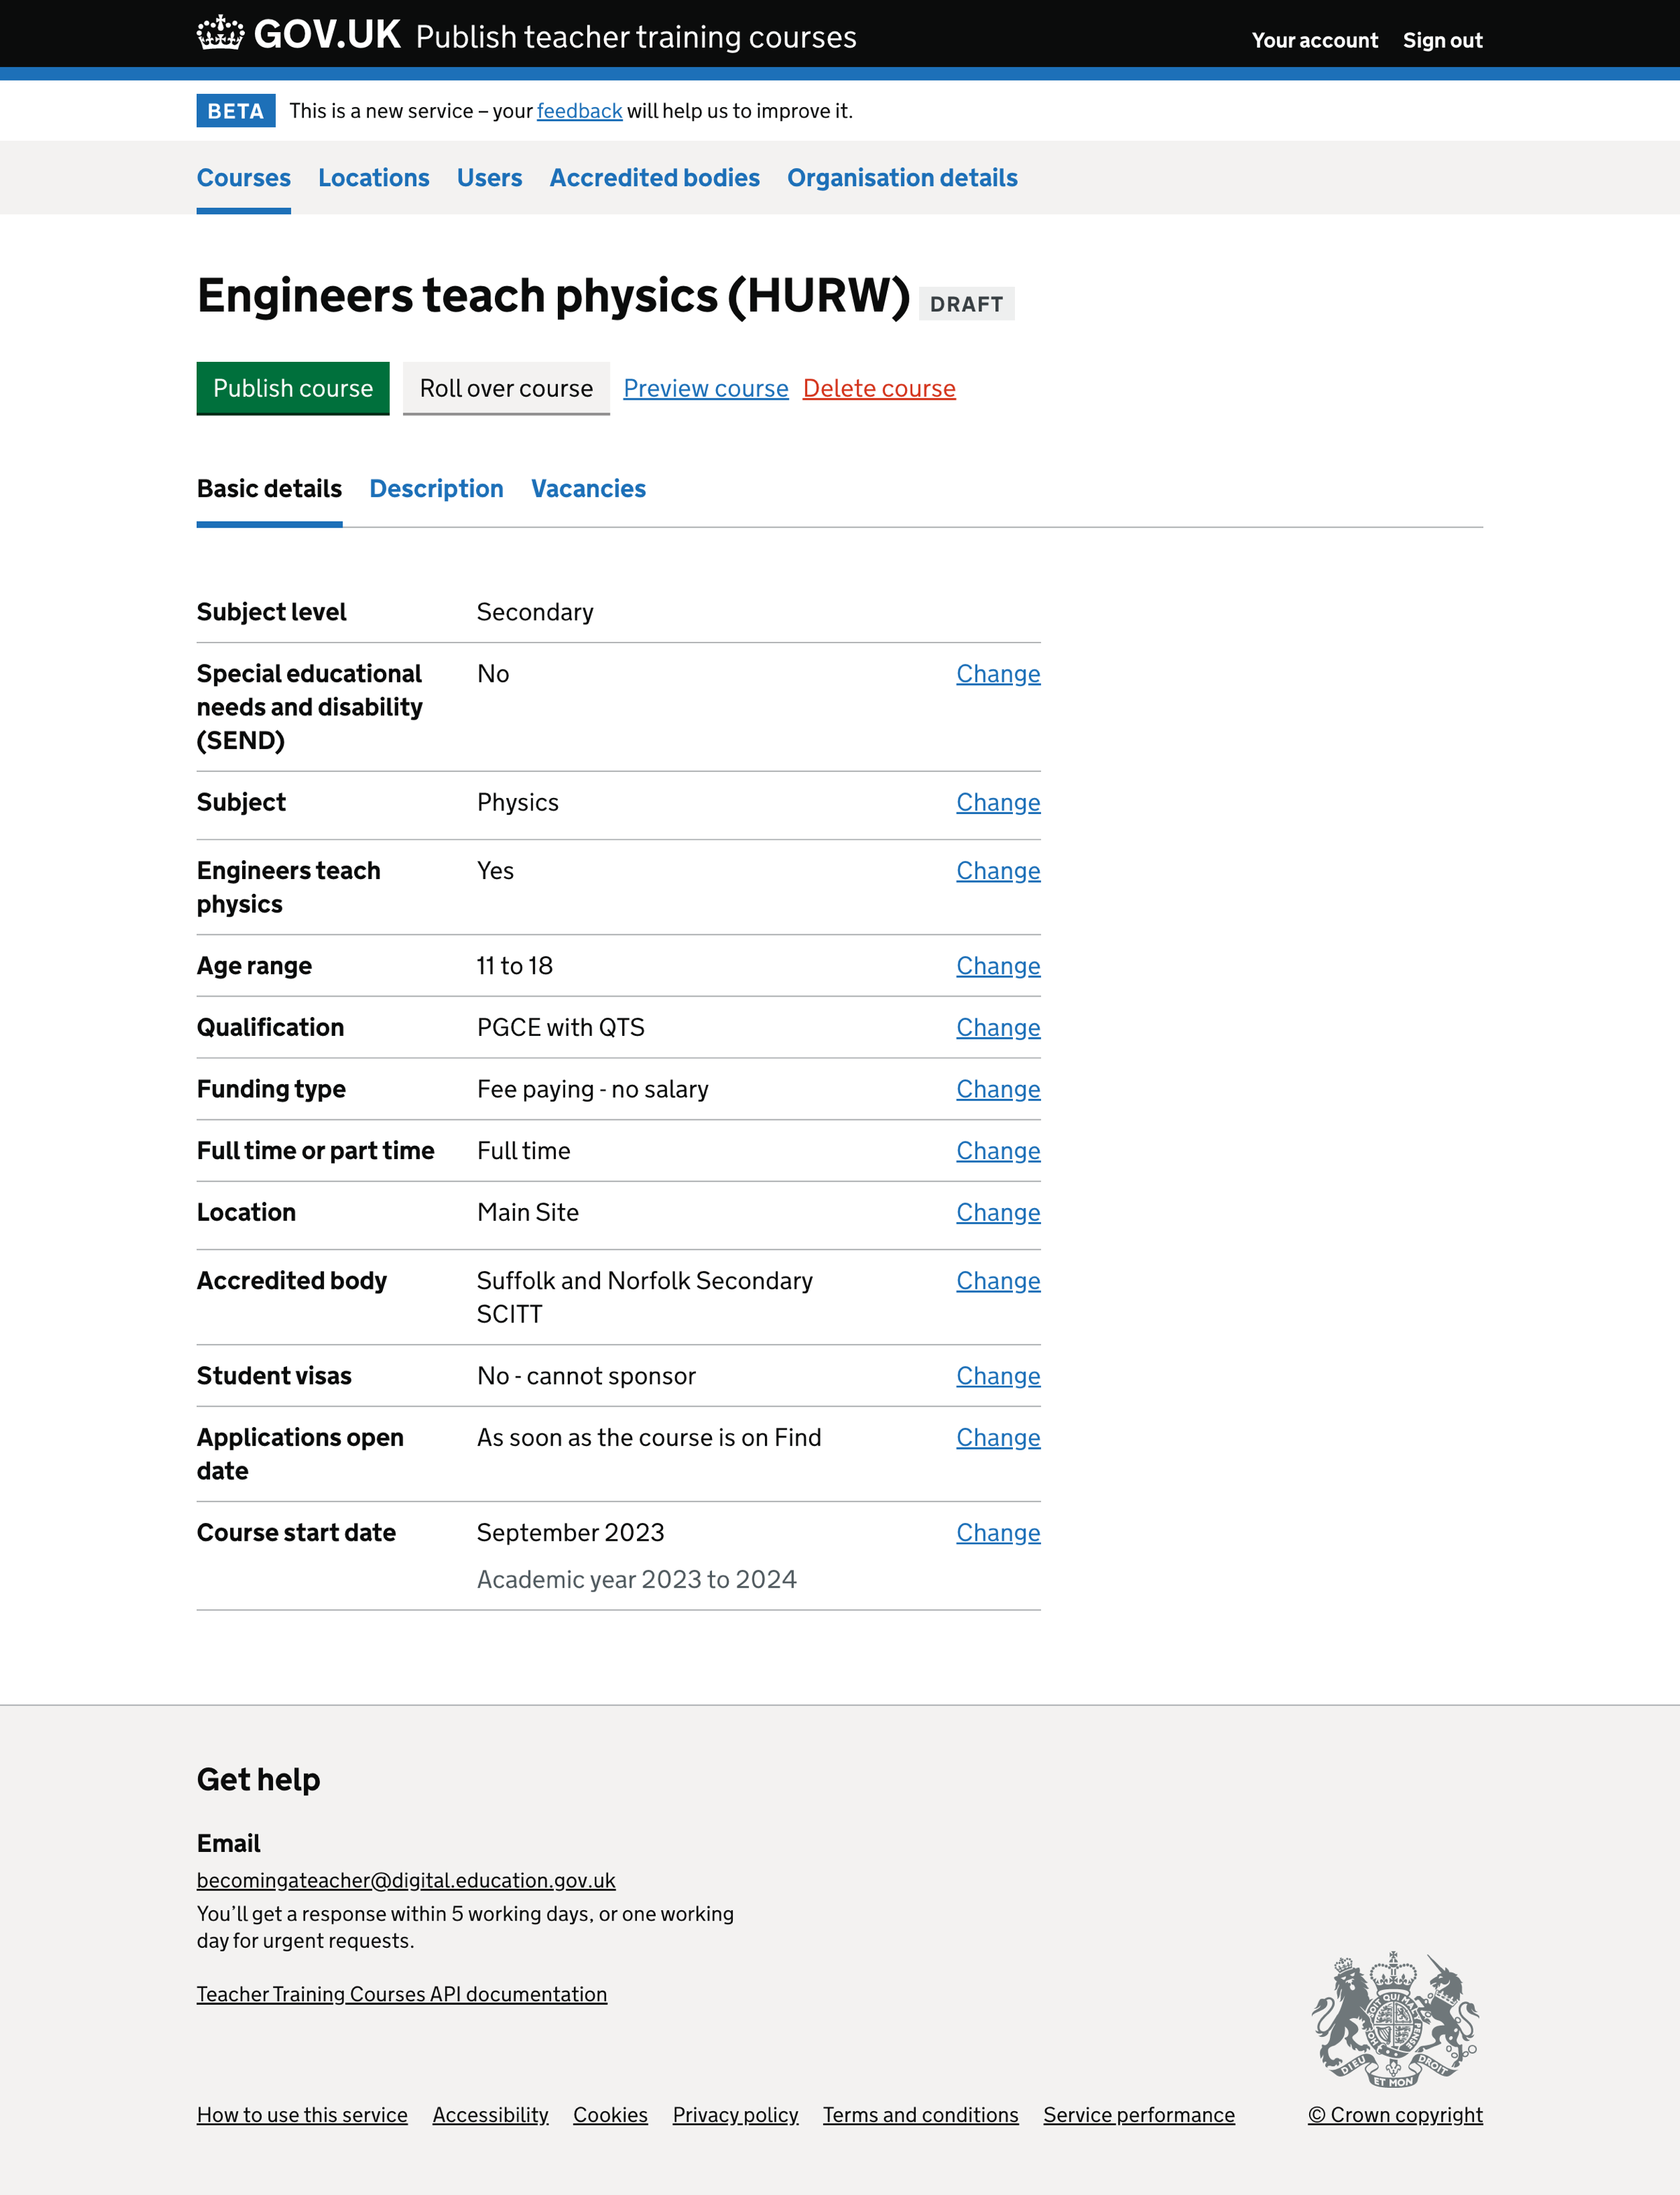 GOV.UK Publish teacher training courses Your account Sign out
BETA This is a new service – your feedback will help us to improve it.
Courses Locations Users Accredited bodies Organisation details
Engineers teach physics (HURW) DRAFT
Publish course Roll over course Preview course Delete course
Basic details Description Vacancies
Subject level Secondary
Special educational No Change
needs and disability
(SEND)
Subject Physics Change
Engineers teach Yes Change
physics
Age range 11 to 18 Change
Qualification PGCE with QTS Change
Funding type Fee paying - no salary Change
Full time or part time Full time Change
Location Main Site Change
Accredited body Suffolk and Norfolk Secondary Change
SCITT
Student visas No - cannot sponsor Change
Applications open As soon as the course is on Find Change
date
Course start date September 2023 Change
Academic year 2023 to 2024
Get help
Email
becomingateacher@digital.education.gov.uk
You’ll get a response within 5 working days, or one working
day for urgent requests.
Teacher Training Courses API documentation
DIEU ET MON DROIT
How to use this service Accessibility Cookies Privacy policy Terms and conditions Service performance © Crown copyright